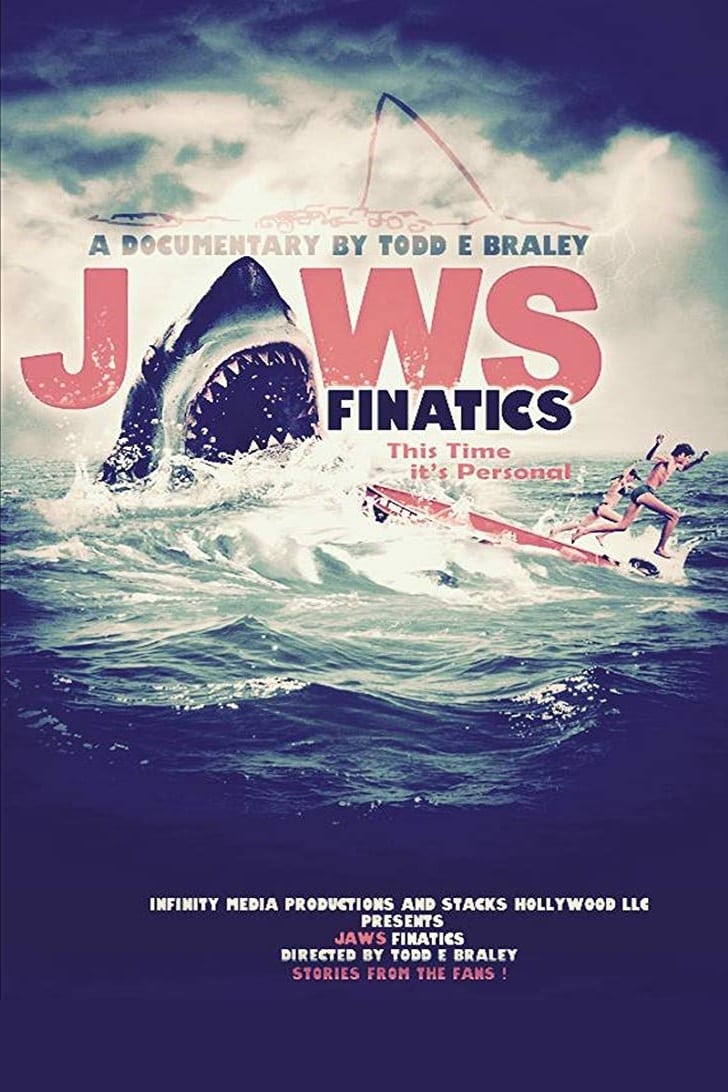 A DOCUMENTARY BY TODD E BRALEY
JAWS
FINATICS
This Time
it's Personal
INFINITY MEDIA PRODUCTIONS AND STACKS HOLLYWOOD LLC
PRESENTS
JAWS FINATICS
DIRECTED BY TODD E BRALEY
STORIES FROM THE FANS !